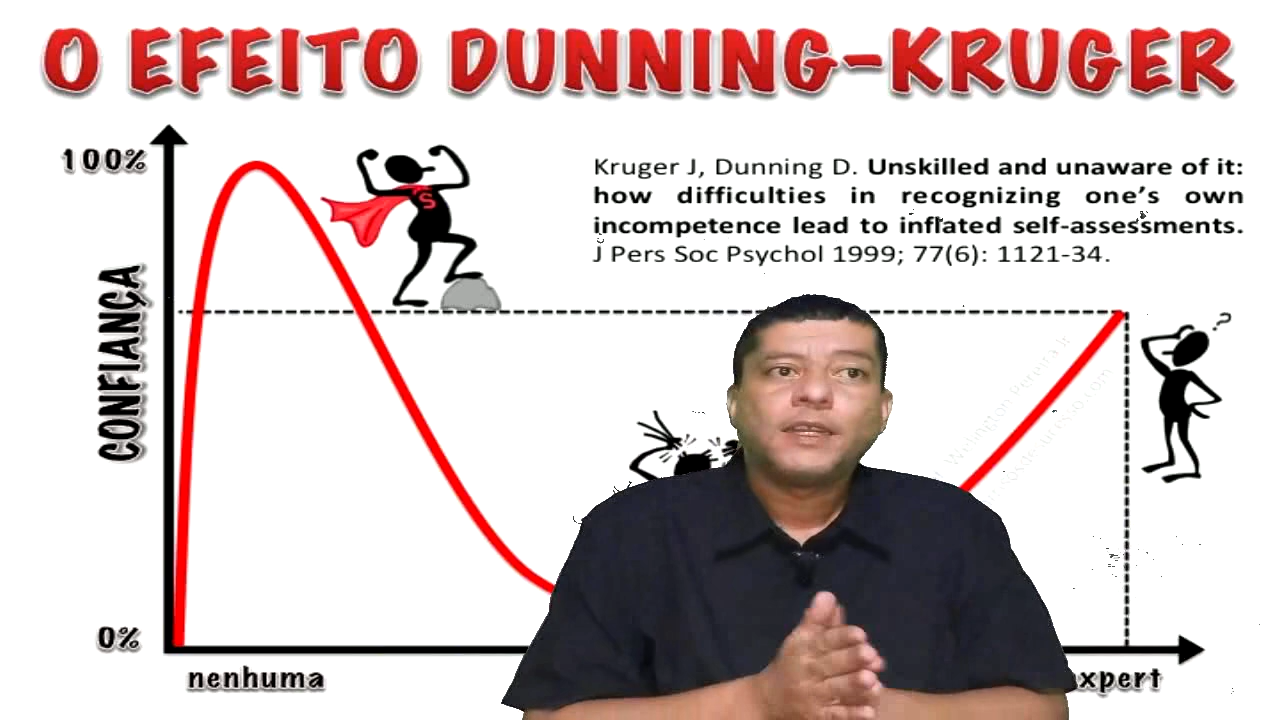 O EFEITO DUNNING-KRUGER
100%
Kruger J, Dunning D. Unskilled and unaware of it:
how difficulties in recognizing one's own
incompetence lead to inflated self-assessments.
J Pers Soc Psychol 1999; 77(6): 1121-34.
S
?
CONFIANÇA
0%
nenhuma
expert